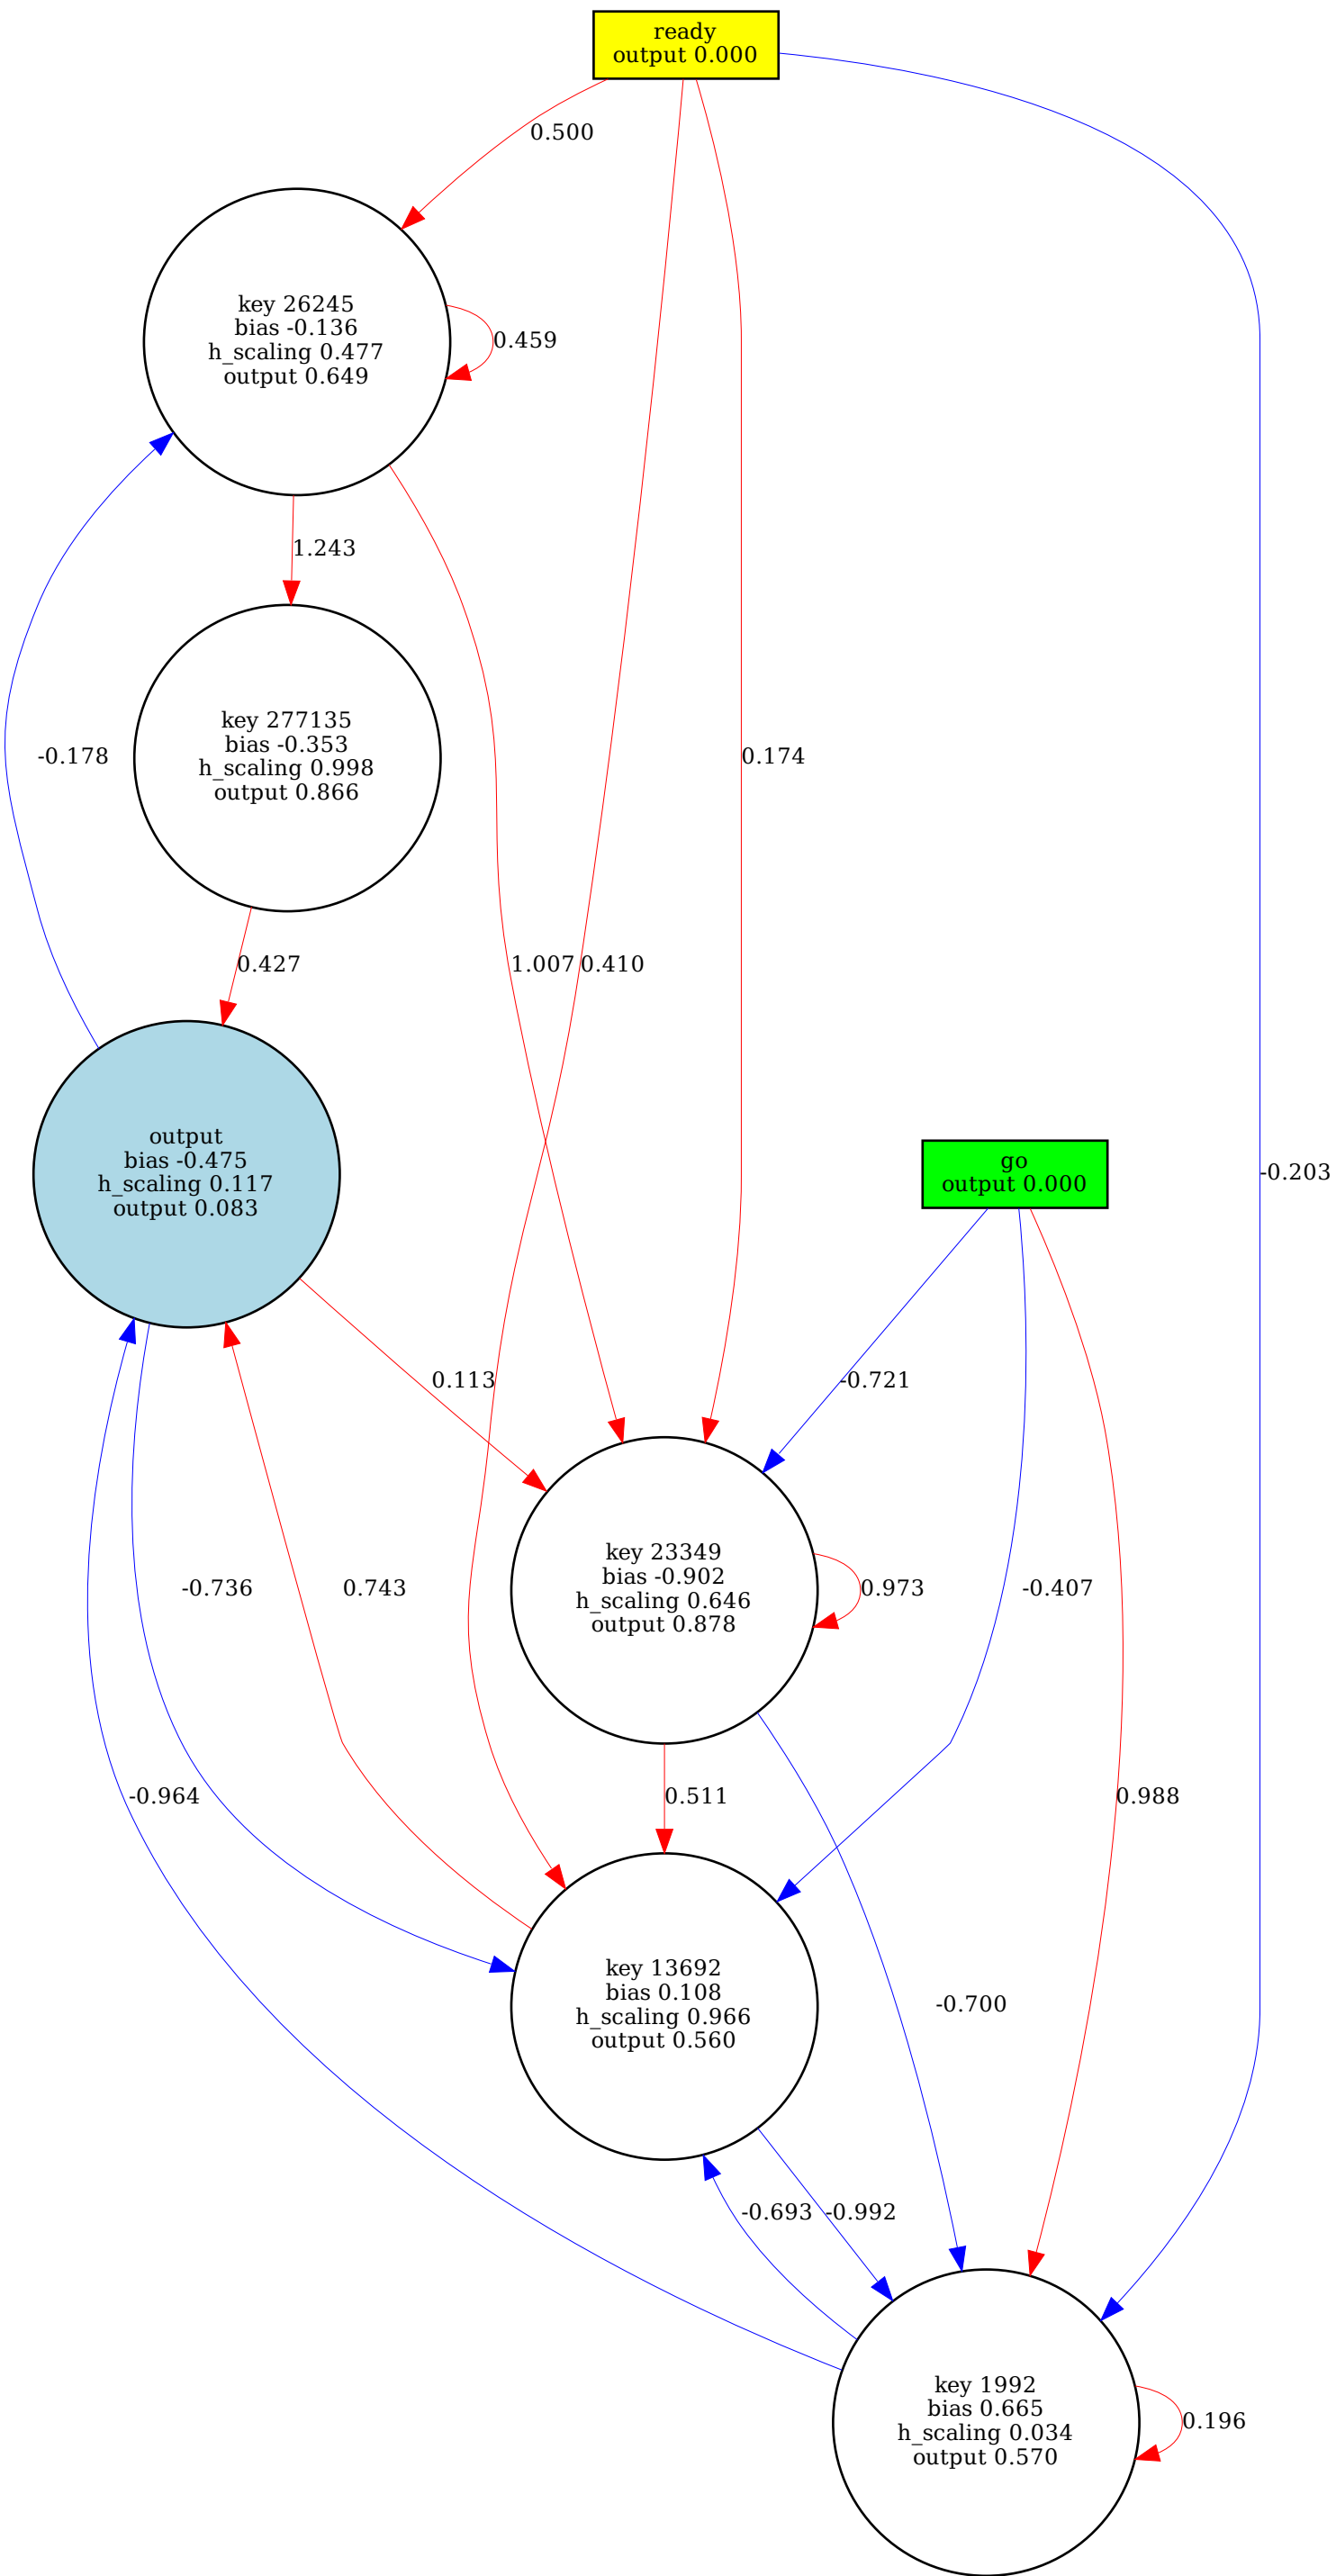 ready
output 0.000
0.500
key 26245
bias -0.136
h_scaling 0.477
output 0.649
0.459
1.243
key 277135
bias -0.353
h_scaling 0.998
output 0.866
-0.178
0.174
0.427
1.007
0.410
output
bias -0.475
h_scaling 0.117
output 0.083
go
output 0.000
-0.203
0.113
-0.721
key 23349
bias -0.902
h_scaling 0.646
output 0.878
-0.736
0.743
0.973
-0.407
-0.964
0.511
0.988
key 13692
bias 0.108
h_scaling 0.966
output 0.560
-0.700
-0.693
-0.992
key 1992
bias 0.665
h_scaling 0.034
output 0.570
0.196